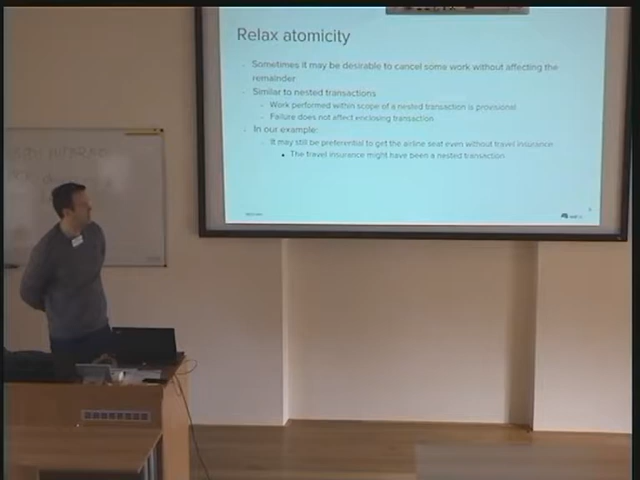 Relax atomicity
Sometimes it may be desirable to cancel some work without affecting the
remainder
Similar to nested transactions
Work performed within scope of a nested transaction is provisional
Failure does not affect enclosing transaction
In our example:
It may still be preferential to get the airline seat even without travel insurance
The travel insurance might have been a nested transaction